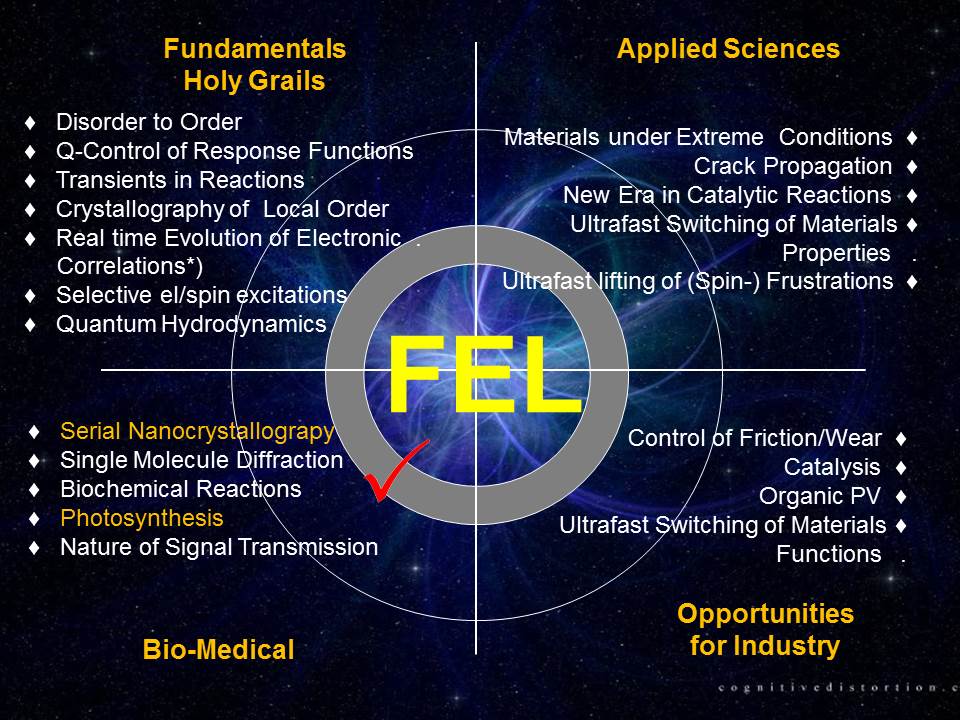 Fundamentals
Holy Grails
♦ Disorder to Order
♦ Q-Control of Response Functions
♦ Transients in Reactions
♦ Crystallography of Local Order
♦ Real time Evolution of Electronic .
Correlations*)
♦ Selective el/spin excitations
♦ Quantum Hydrodynamics
Applied Sciences
Materials under Extreme Conditions ♦
Crack Propagation ♦
New Era in Catalytic Reactions ♦
Ultrafast Switching of Materials ♦
Properties .
Ultrafast lifting of (Spin-) Frustrations ♦
FEL
♦ Serial Nanocrystallograpy
♦ Single Molecule Diffraction
♦ Biochemical Reactions
♦ Photosynthesis
♦ Nature of Signal Transmission
Bio-Medical
Control of Friction/Wear ♦
Catalysis ♦
Organic PV ♦
Ultrafast Switching of Materials ♦
Functions .
Opportunities
for Industry
cognitivedistortion.c